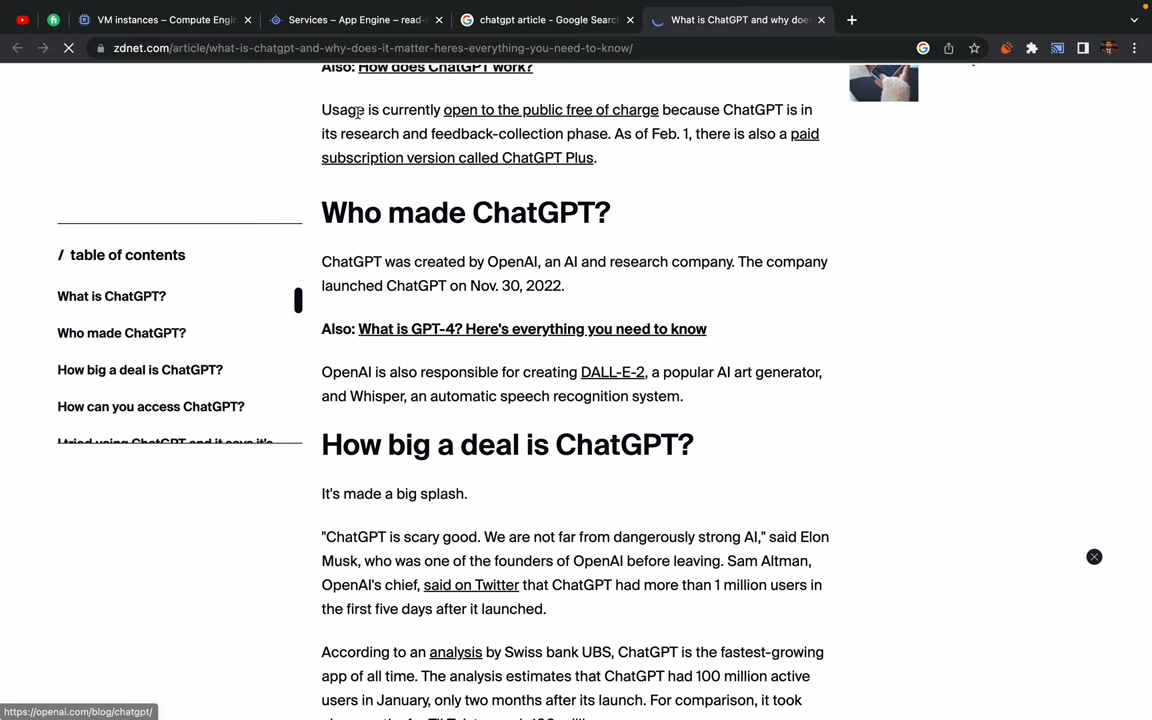 VM instances – Compute Engin
Services – App Engine – read-
chatgpt article - Google Search
What is ChatGPT and why doe
zdnet.com/article/what-is-chatgpt-and-why-does-it-matter-heres-everything-you-need-to-know/
Also: How does ChatGPT work?
Usage is currently open to the public free of charge because ChatGPT is in
its research and feedback-collection phase. As of Feb. 1, there is also a paid
subscription version called ChatGPT Plus.
Who made ChatGPT?
ChatGPT was created by OpenAI, an AI and research company. The company
launched ChatGPT on Nov. 30, 2022.
Also: What is GPT-4? Here's everything you need to know
OpenAI is also responsible for creating DALL-E-2, a popular AI art generator,
and Whisper, an automatic speech recognition system.
How big a deal is ChatGPT?
It's made a big splash.
"ChatGPT is scary good. We are not far from dangerously strong AI," said Elon
Musk, who was one of the founders of OpenAI before leaving. Sam Altman,
OpenAI's chief, said on Twitter that ChatGPT had more than 1 million users in
the first five days after it launched.
According to an analysis by Swiss bank UBS, ChatGPT is the fastest-growing
app of all time. The analysis estimates that ChatGPT had 100 million active
users in January, only two months after its launch. For comparison, it took
/ table of contents
What is ChatGPT?
Who made ChatGPT?
How big a deal is ChatGPT?
How can you access ChatGPT?
I tried using ChatGPT and it says it's
https://openai.com/blog/chatgpt/